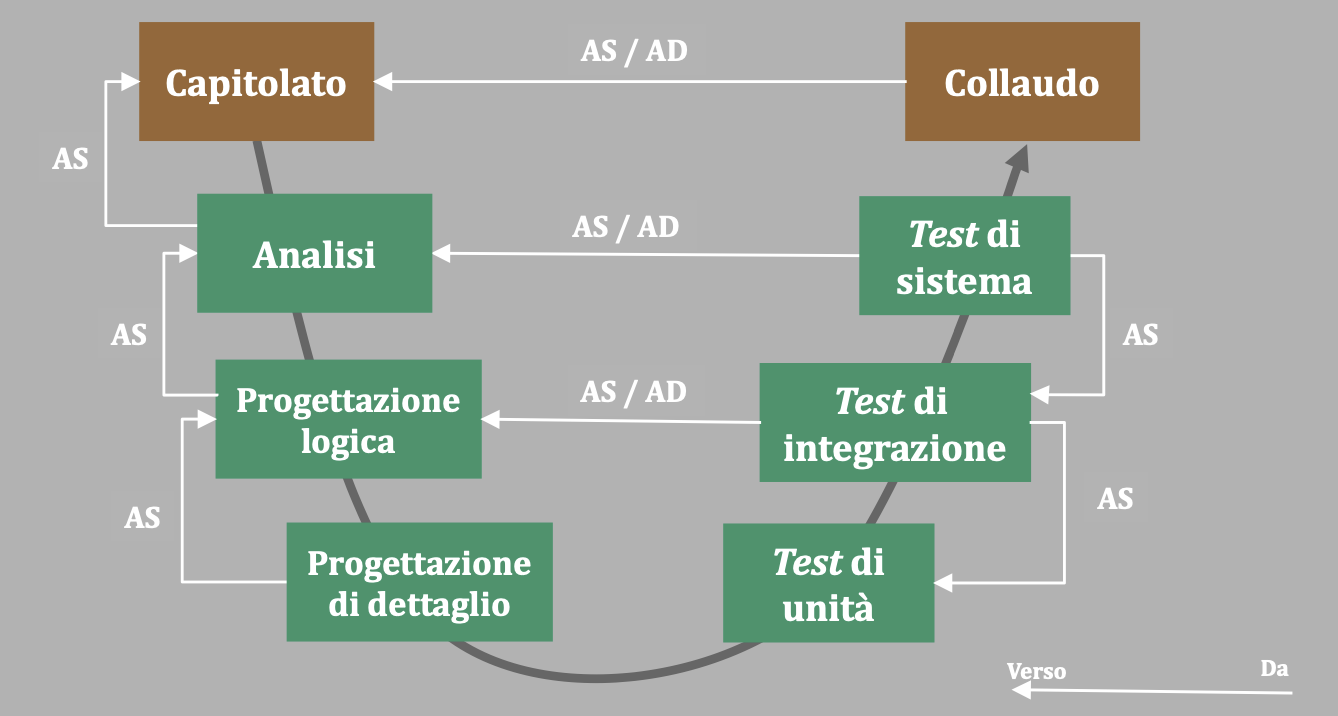 AS / AD
Capitolato
Collaudo
AS
Analisi
AS / AD
Test di
sistema
AS
AS
Progettazione
logica
AS / AD
Test di
integrazione
AS
AS
Progettazione
di dettaglio
Test di
unità
Verso
Da